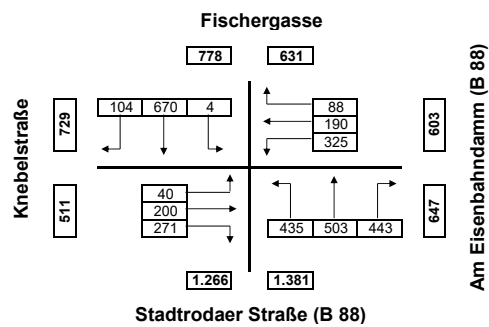 Fischergasse
778 631
Knebelstraße
729
511
104 670 4
88
190
325
603
647
Am Eisenbahndamm (B 88)
40
200
271
435 503 443
1.266 1.381
Stadtrodaer Straße (B 88)